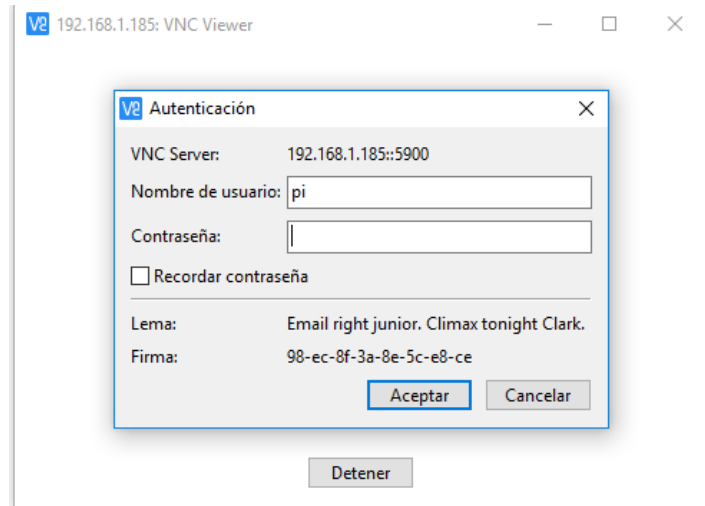 192.168.1.185: VNC Viewer
Autenticación
VNC Server: 192.168.1.185::5900
Nombre de usuario: pi
Contraseña:
Recordar contraseña
Lema: Email right junior. Climax tonight Clark.
Firma: 98-ec-8f-3a-8e-5c-e8-ce
Aceptar Cancelar
Detener